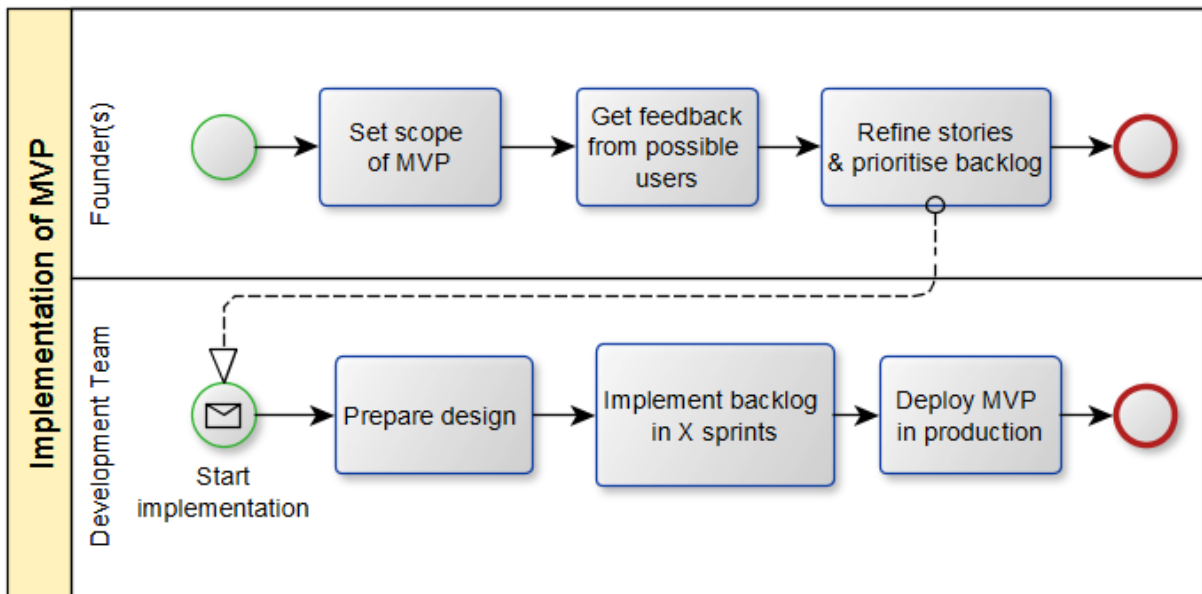 Implementation of MVP
Founder(s)
Set scope
of MVP
Get feedback
from possible
users
Refine stories
& prioritise backlog
Development Team
Start
implementation
Prepare design
Implement backlog
in X sprints
Deploy MVP
in production